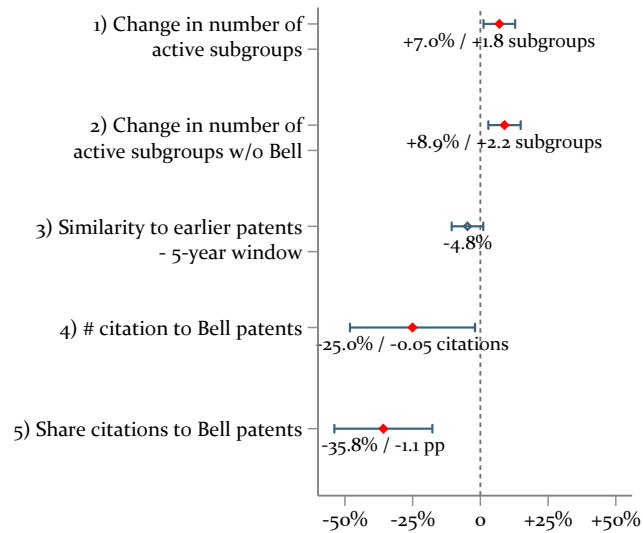 1) Change in number of
active subgroups
+7.0% / +1.8 subgroups
2) Change in number of
active subgroups w/o Bell
+8.9% / +2.2 subgroups
3) Similarity to earlier patents
- 5-year window
-4.8%
4) # citation to Bell patents
-25.0% / -0.05 citations
5) Share citations to Bell patents
-35.8% / -1.1 pp
-50% -25% 0 +25% +50%